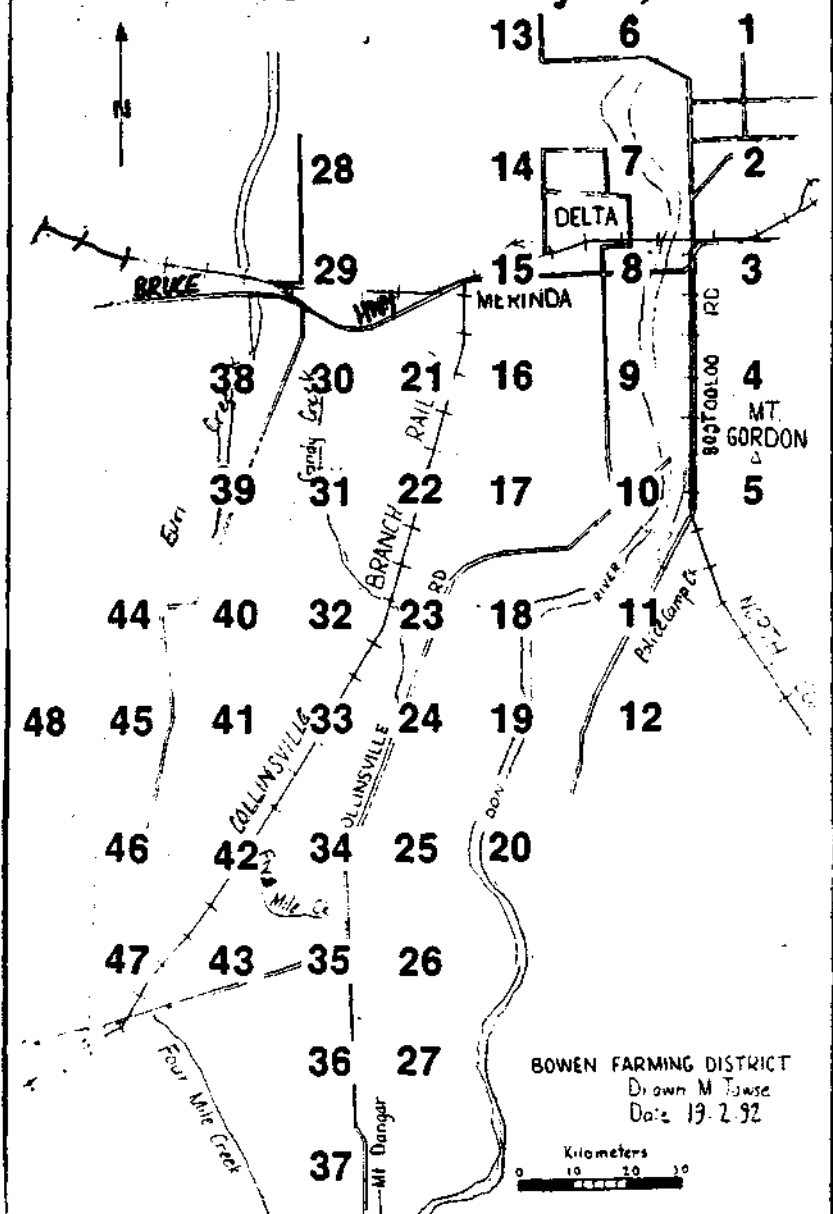 13 6 1
N
28 14 7 2
DELTA
29 15 8 3
BRUCE HWY MERINDA
RD
38 30 21 16 9 4
Creek Sandy Creek RAIL BOOTOOLOO MT.
GORDON
39 31 22 17 10 5
Euri BRANCH
RD RIVER
44 40 32 23 18 11
Police Camp Ck
48 45 41 33 24 19 12
COLLINSVILLE OLLINSVILLE
DON
46 42 34 25 20
Mile Ck
47 43 35 26
36 27
BOWEN FARMING DISTRICT
Drawn M Towse
Date 19.2.92
Four Mile Creek
Mt Dangar
37
Kilometers
0 10 20 30